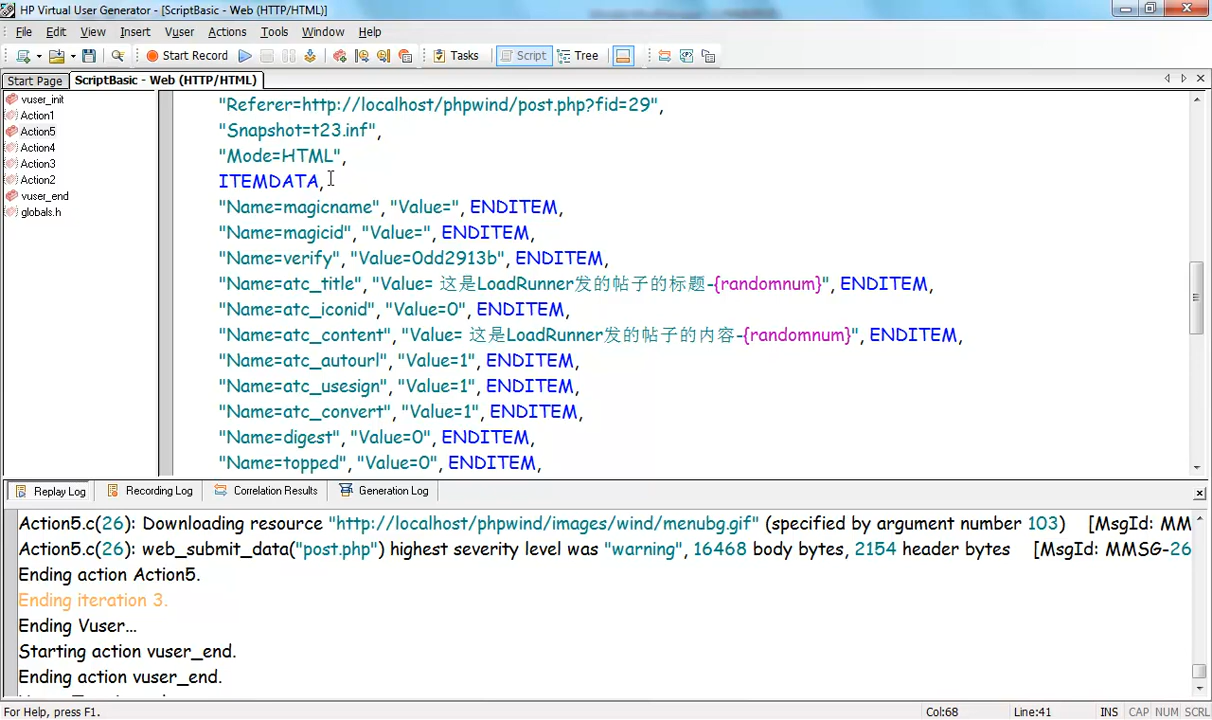 HP Virtual User Generator - [ScriptBasic - Web (HTTP/HTML)]
File Edit View Insert Vuser Actions Tools Window Help
Start Record Tasks Script Tree
Start Page ScriptBasic - Web (HTTP/HTML)
vuser_init
Action1
Action5
Action4
Action3
Action2
vuser_end
globals.h
"Referer=http://localhost/phpwind/post.php?fid=29",
"Snapshot=t23.inf",
"Mode=HTML",
ITEMDATA,
"Name=magicname", "Value=", ENDITEM,
"Name=magicid", "Value=", ENDITEM,
"Name=verify", "Value=0dd2913b", ENDITEM,
"Name=atc_title", "Value= 这是LoadRunner发的帖子的标题-{randomnum}", ENDITEM,
"Name=atc_iconid", "Value=0", ENDITEM,
"Name=atc_content", "Value= 这是LoadRunner发的帖子的内容-{randomnum}", ENDITEM,
"Name=atc_autourl", "Value=1", ENDITEM,
"Name=atc_usesign", "Value=1", ENDITEM,
"Name=atc_convert", "Value=1", ENDITEM,
"Name=digest", "Value=0", ENDITEM,
"Name=topped", "Value=0", ENDITEM,
Replay Log Recording Log Correlation Results Generation Log
Action5.c(26): Downloading resource "http://localhost/phpwind/images/wind/menubg.gif" (specified by argument number 103) [MsgId: MM
Action5.c(26): web_submit_data("post.php") highest severity level was "warning", 16468 body bytes, 2154 header bytes [MsgId: MMSG-26
Ending action Action5.
Ending iteration 3.
Ending Vuser...
Starting action vuser_end.
Ending action vuser_end.
For Help, press F1. Col:68 Line:41 INS CAP NUM SCRL